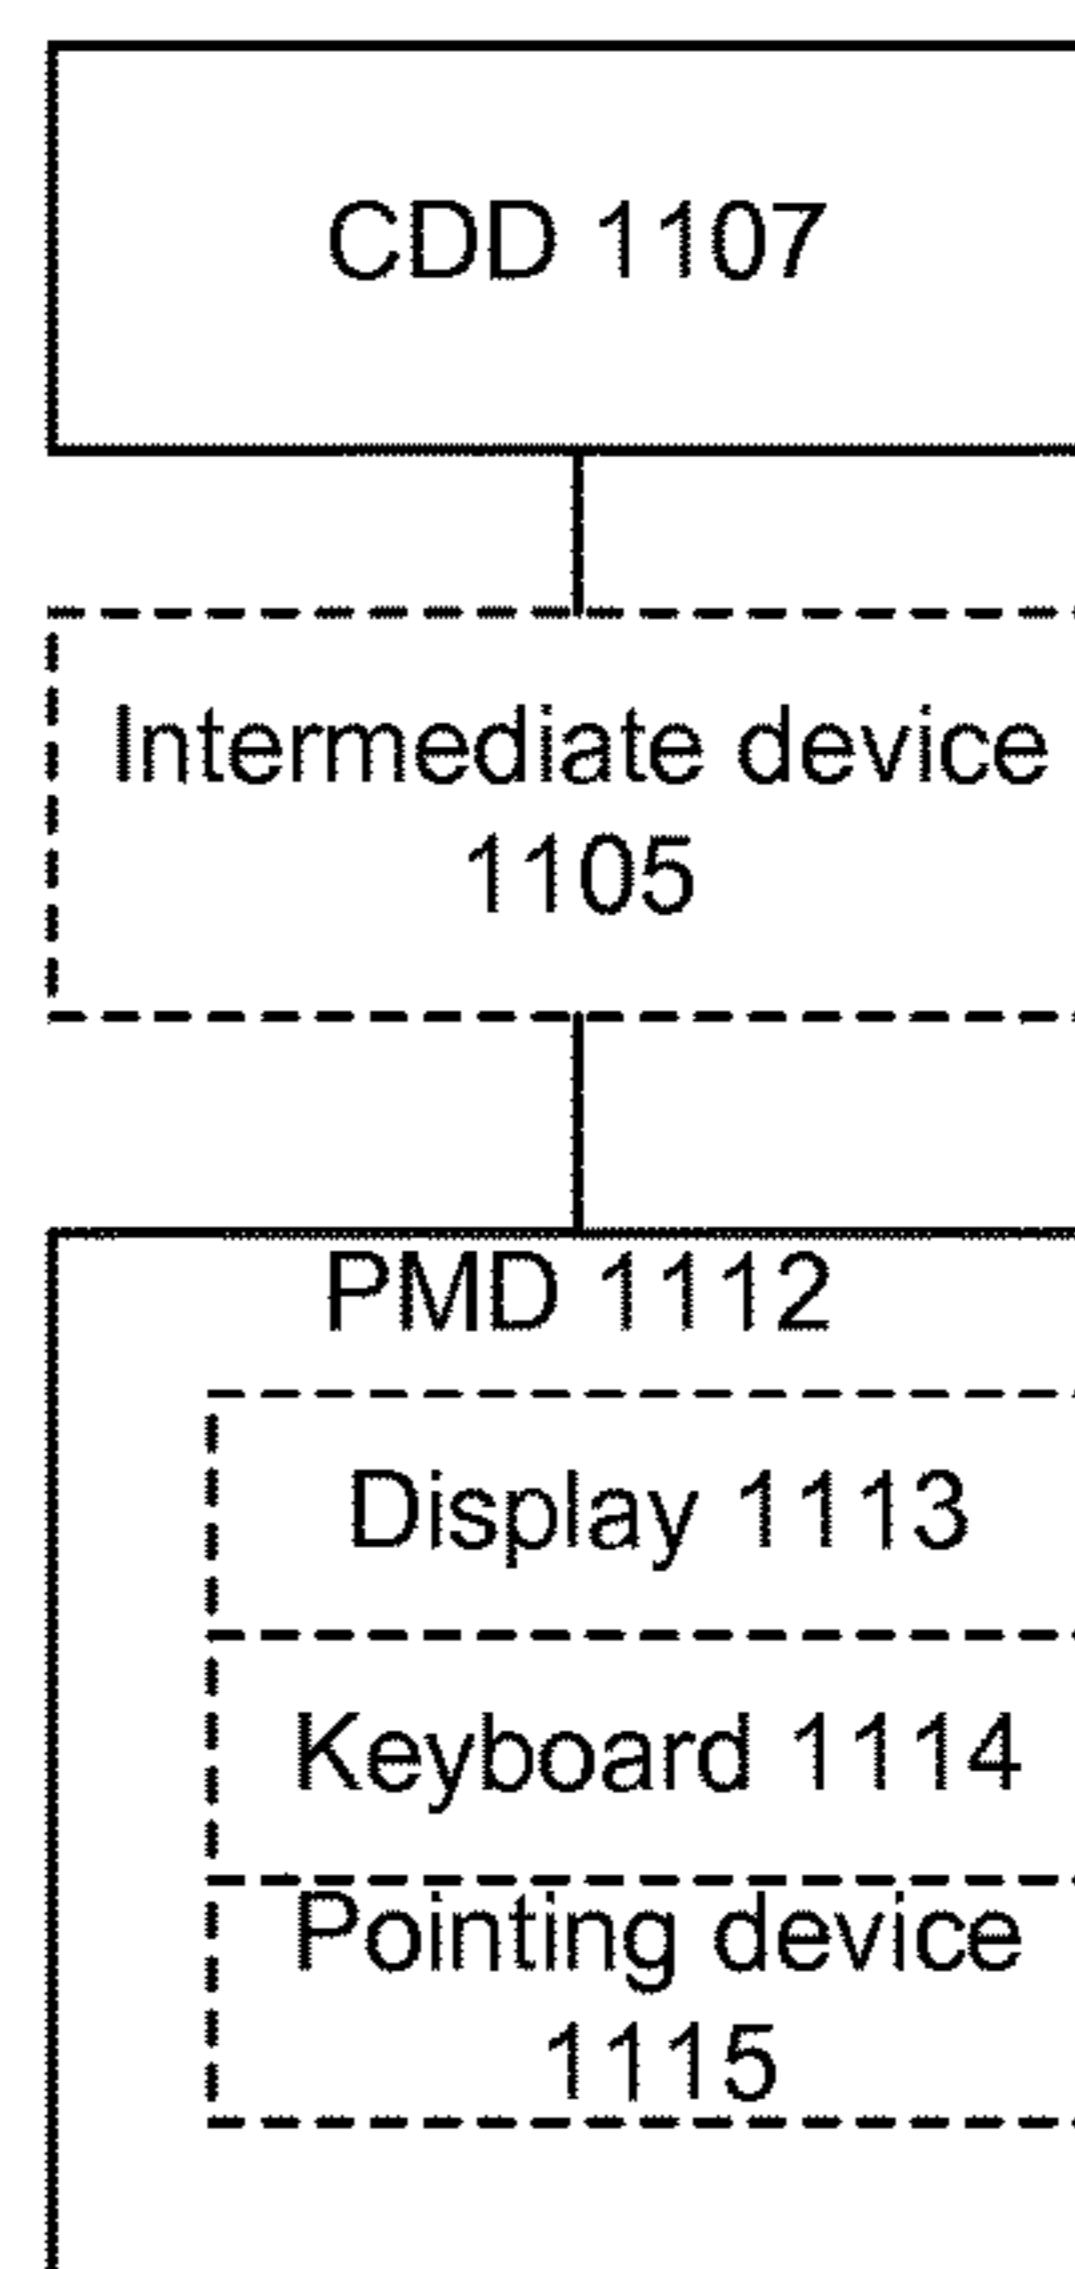 CDD 1107
Intermediate device
1105
PMD 1112
Display 1113
Keyboard 1114
Pointing device
1115